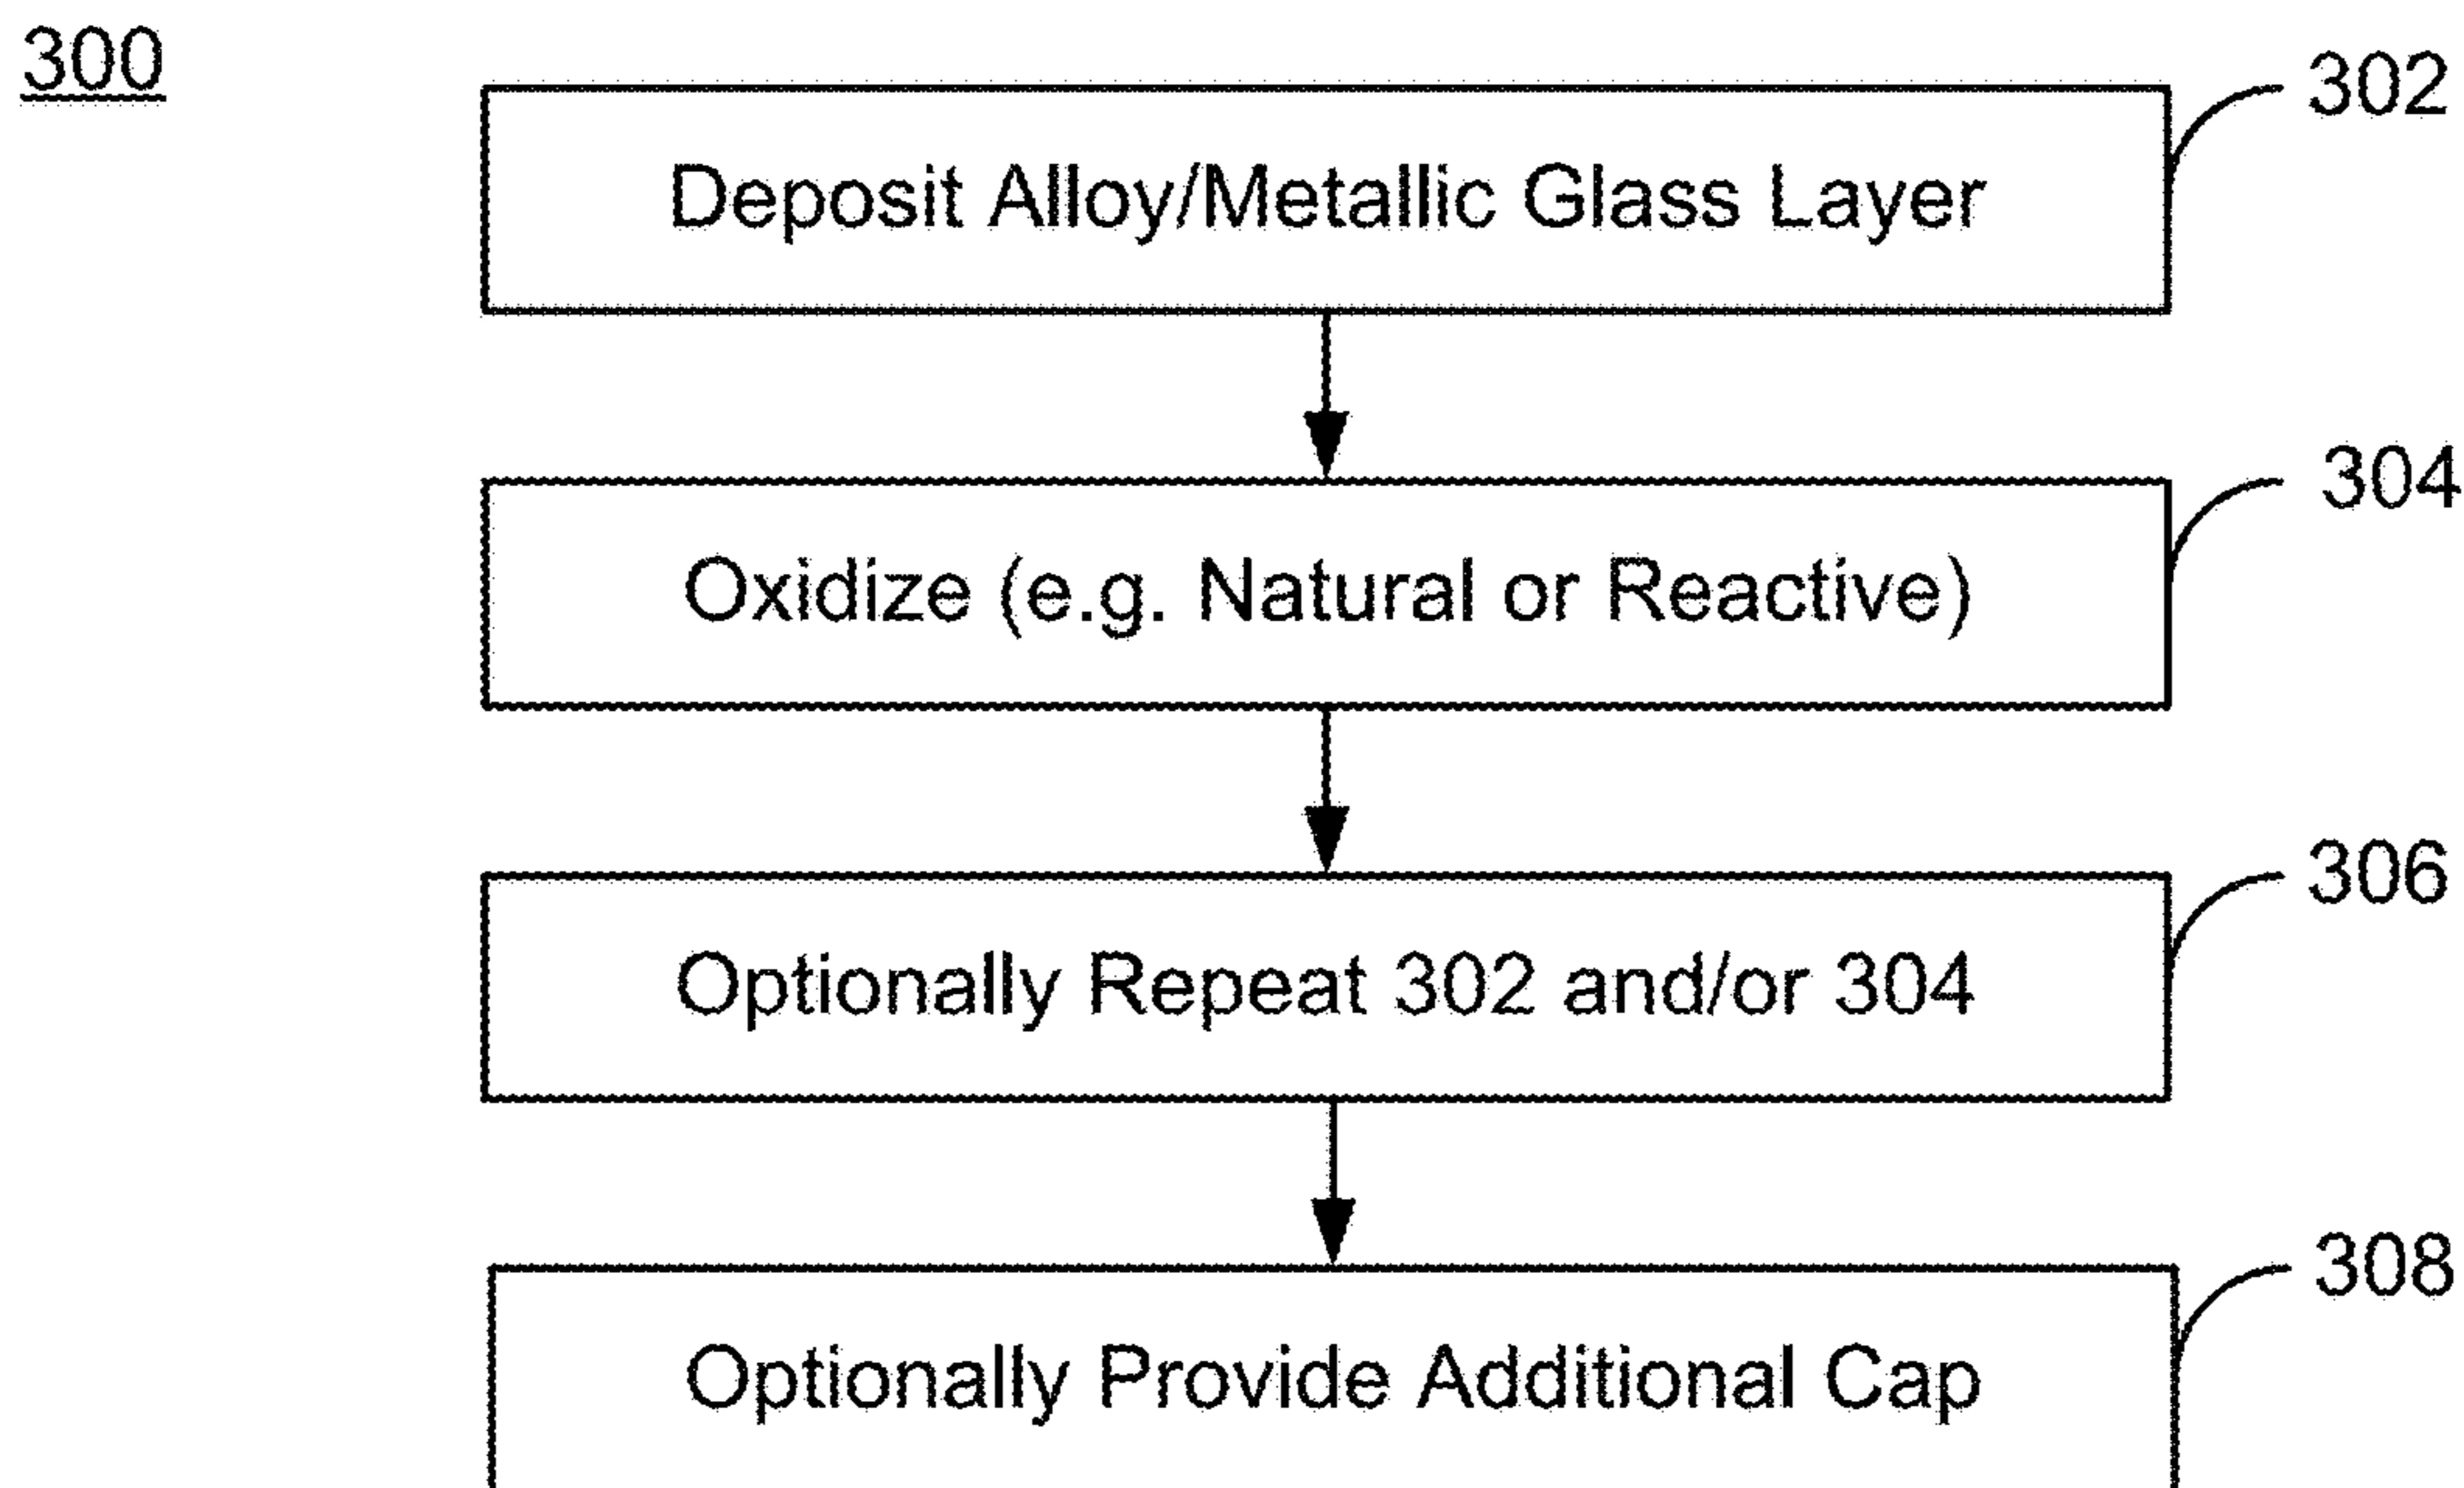 300
302
Deposit Alloy/Metallic Glass Layer
304
Oxidize (e.g. Natural or Reactive)
306
Optionally Repeat 302 and/or 304
308
Optionally Provide Additional Cap